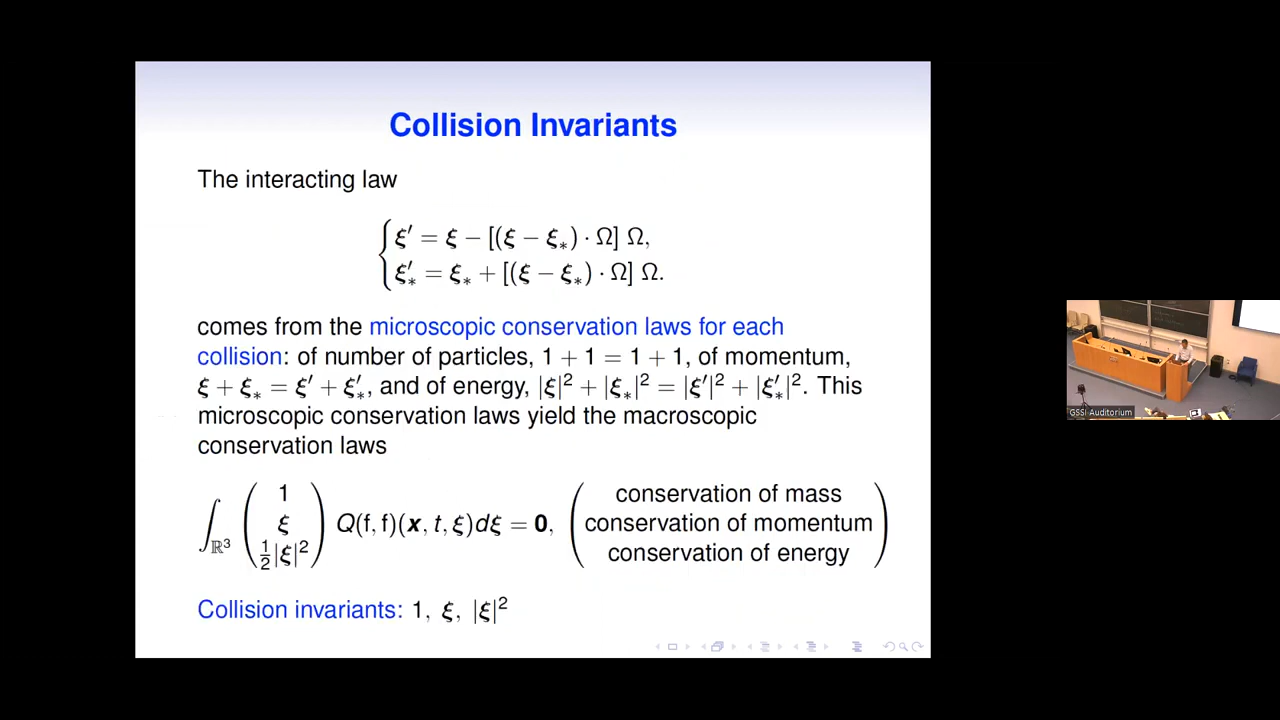 Collision Invariants
The interacting law
ξ′ = ξ − [(ξ − ξ∗) · Ω] Ω,
ξ′∗ = ξ∗ + [(ξ − ξ∗) · Ω] Ω.
comes from the microscopic conservation laws for each
collision: of number of particles, 1 + 1 = 1 + 1, of momentum,
ξ + ξ∗ = ξ′ + ξ′∗, and of energy, |ξ|² + |ξ∗|² = |ξ′|² + |ξ′∗|². This
microscopic conservation laws yield the macroscopic
conservation laws
∫ℝ³ (1, ξ, ½|ξ|²) Q(f, f)(x, t, ξ)dξ = 0,
conservation of mass
conservation of momentum
conservation of energy
Collision invariants: 1, ξ, |ξ|²
GSSI Auditorium